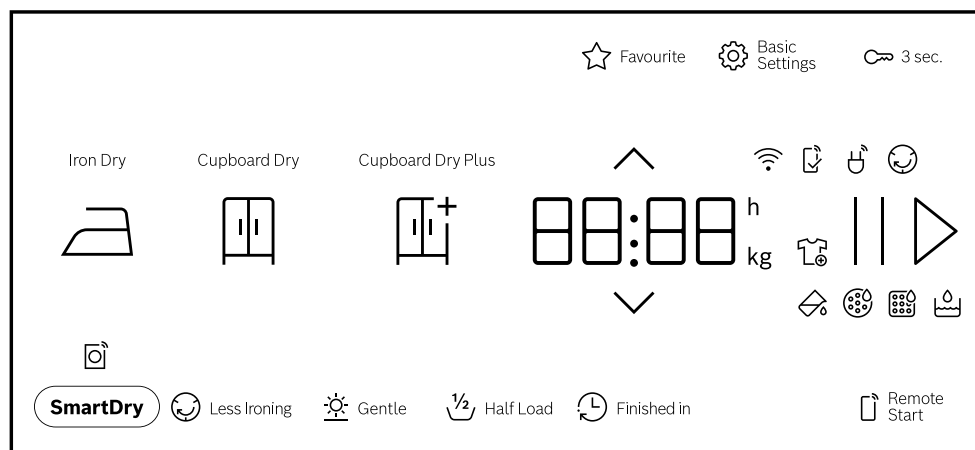 Favourite
Basic
Settings
3 sec.
Iron Dry
Cupboard Dry
Cupboard Dry Plus
88:88
h
kg
SmartDry
Less Ironing
Gentle
½
Half Load
Finished in
Remote
Start